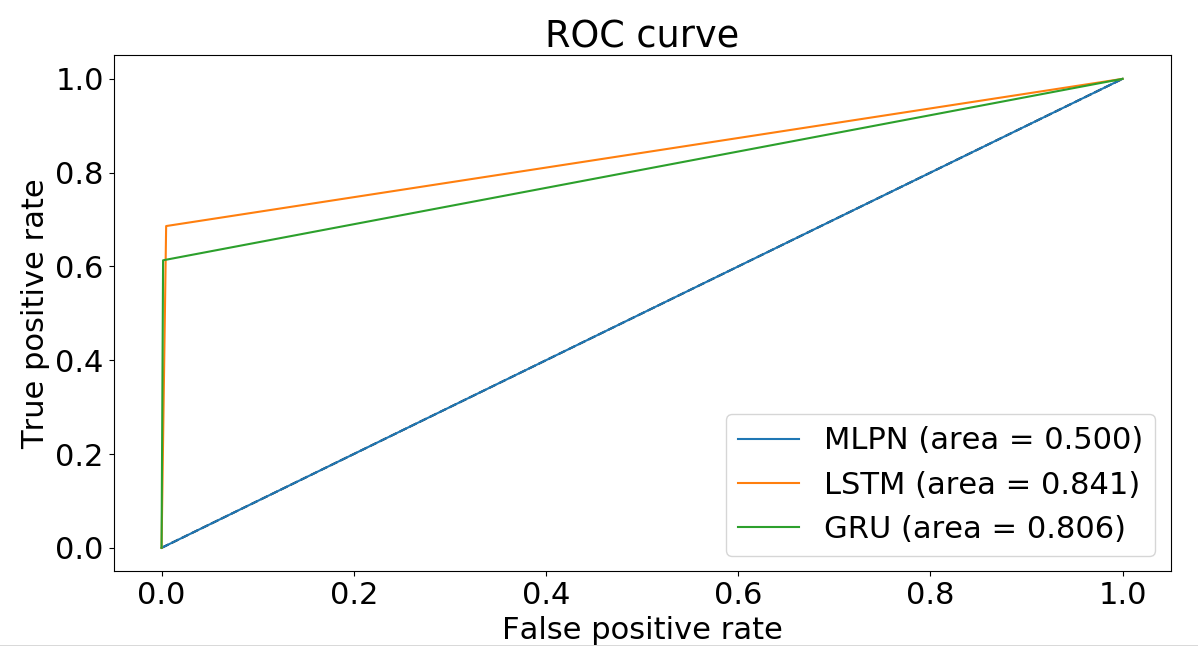 ROC curve
1.0
0.8
0.6
0.4
0.2
0.0
True positive rate
MLPN (area = 0.500)
LSTM (area = 0.841)
GRU (area = 0.806)
0.0 0.2 0.4 0.6 0.8 1.0
False positive rate